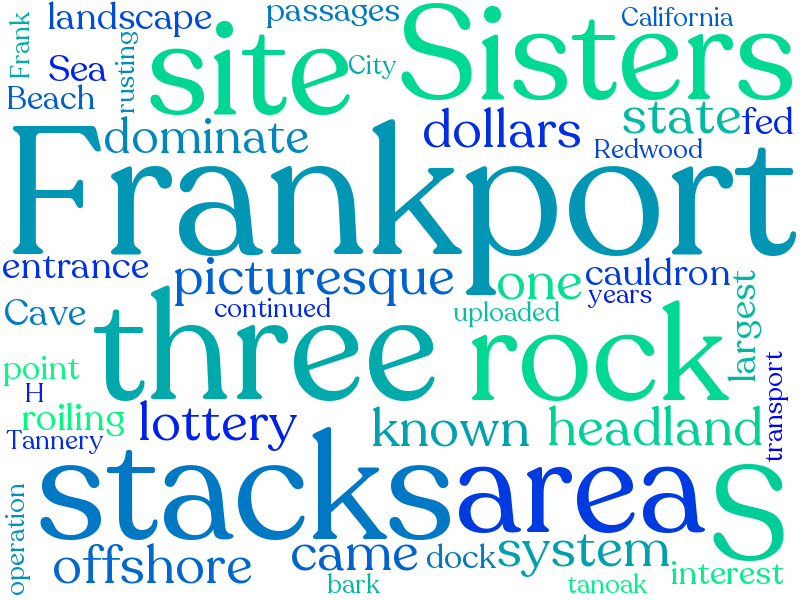 Frank
landscape
passages
California
Sea
rusting
site
City
Sisters
Beach
dominate
dollars
state
fed
Redwood
Frankport
entrance
picturesque
one
cauldron
years
continued
uploaded
Cave
three
rock
largest
point
H
roiling
lottery
known
headland
transport
Tannery
stacks
area
S
operation
offshore
came
dock
system
interest
bark
tanoak